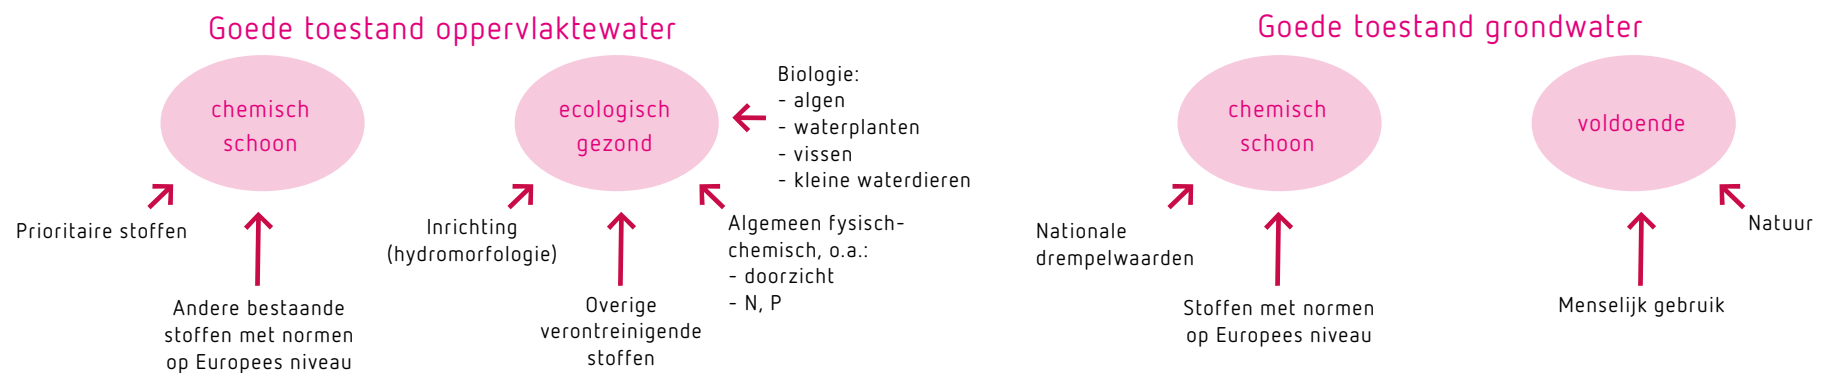 Goede toestand oppervlaktewater
chemisch
schoon
Prioritaire stoffen
Andere bestaande
stoffen met normen
op Europees niveau
ecologisch
gezond
Biologie:
- algen
- waterplanten
- vissen
- kleine waterdieren
Inrichting
(hydromorfologie)
Overige
verontreinigende
stoffen
Algemeen fysisch-
chemisch, o.a.:
- doorzicht
- N, P
Goede toestand grondwater
chemisch
schoon
Nationale
drempelwaarden
Stoffen met normen
op Europees niveau
voldoende
Menselijk gebruik
Natuur